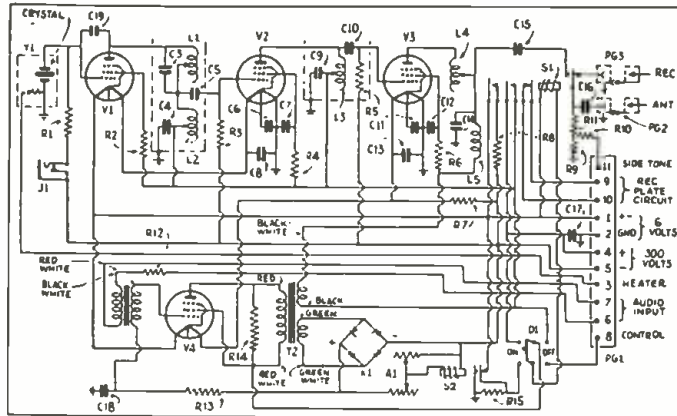 CRYSTAL
C19
Y1
V1
L1
C3
C5
C4
L2
R1
R2
R3
J1
V2
C6
C7
C8
R4
C10
C9
L3
R5
V3
C11
C12
C13
R6
L4
C14
L5
C15
S1
R8
R7
PG3
REC
C16
ANT
R11
PG2
R10
R9
11 SIDE TONE
9 REC
10 PLATE CIRCUIT
1 +- 6
2 GND VOLTS
C17
4 + 300
5 - VOLTS
3 HEATER
7 AUDIO
6 INPUT
8 CONTROL
PG1
BLACK
WHITE
R12
RED
WHITE
BLACK
WHITE
RED
BLACK
GREEN
V4
R14
RED
WHITE
T2
GREEN
WHITE
+
-
A1
S2
D1
ON
OFF
R15
C18
R13